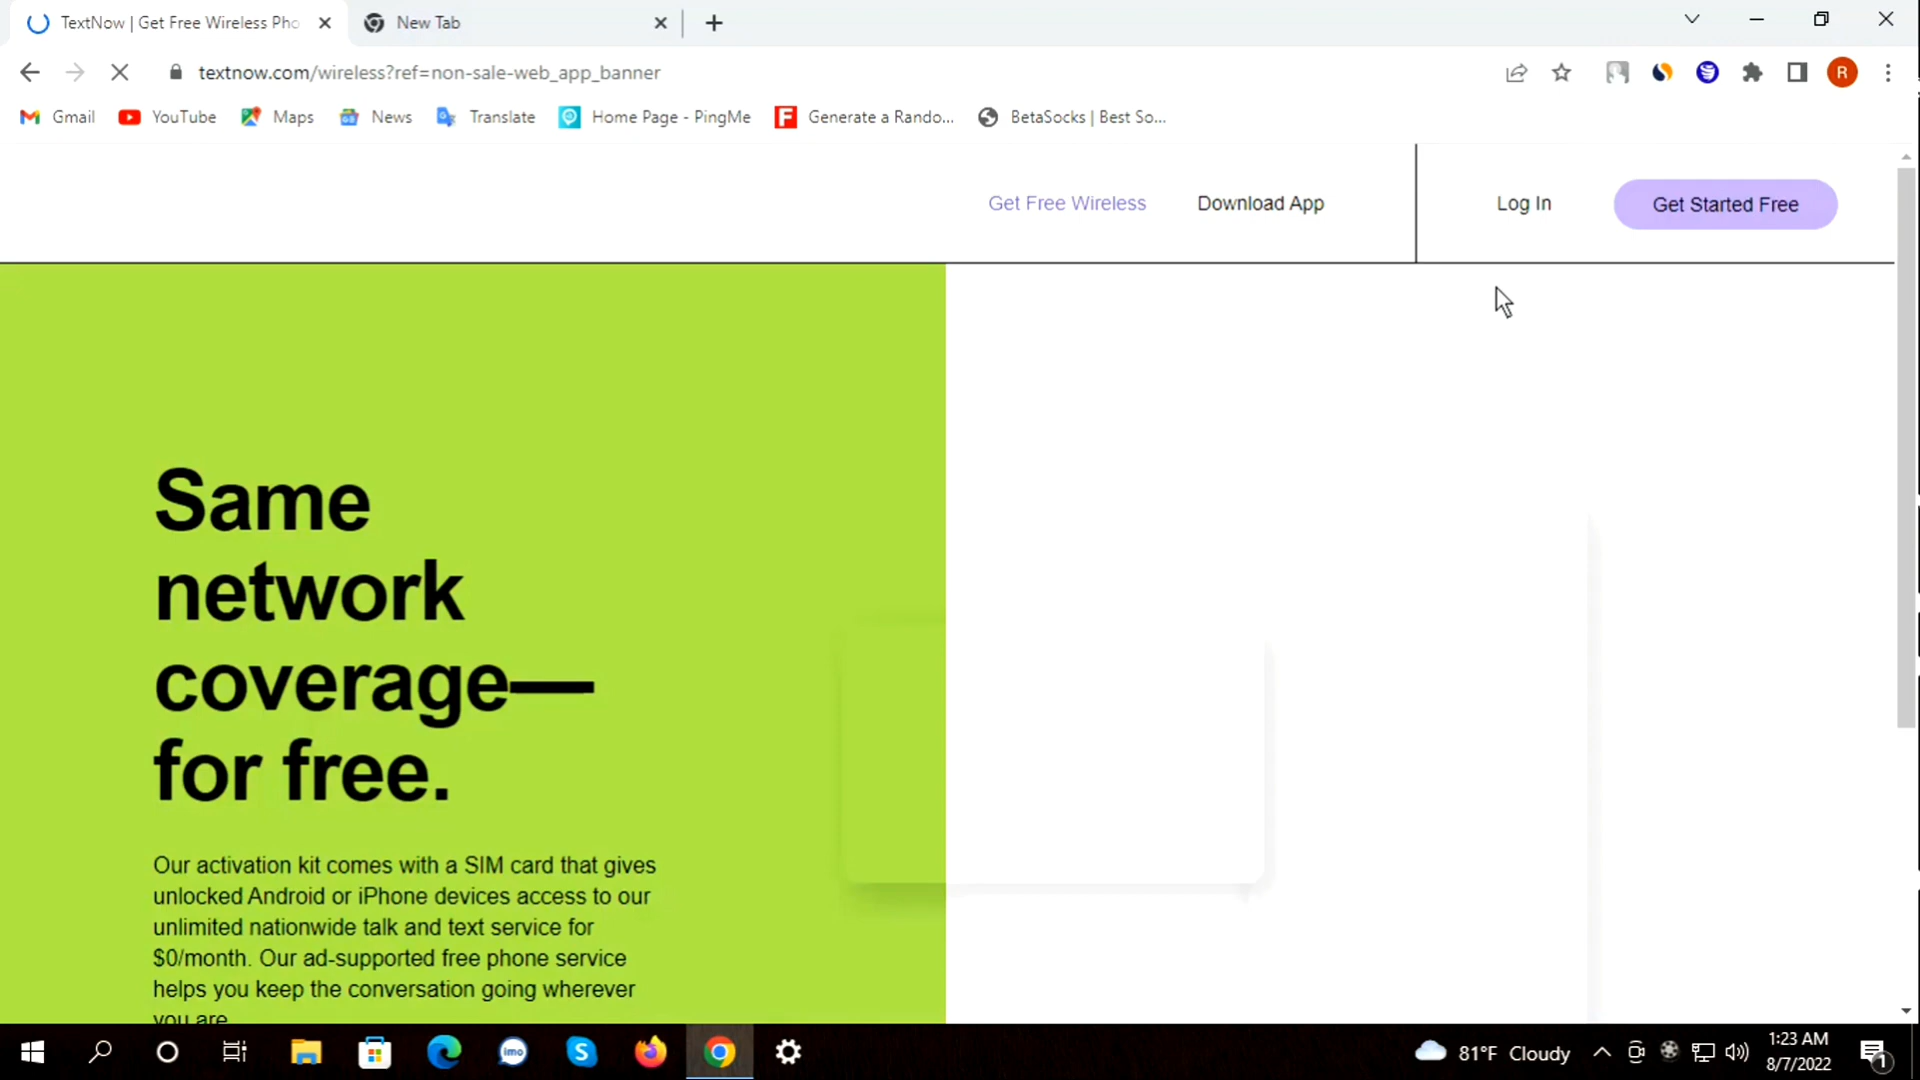 TextNow | Get Free Wireless Pho
New Tab
textnow.com/wireless?ref=non-sale-web_app_banner
R
Gmail
YouTube
Maps
News
Translate
Home Page - PingMe
Generate a Rando...
BetaSocks | Best So...
Get Free Wireless
Download App
Log In
Get Started Free
Same
network
coverage—
for free.
Our activation kit comes with a SIM card that gives
unlocked Android or iPhone devices access to our
unlimited nationwide talk and text service for
$0/month. Our ad-supported free phone service
helps you keep the conversation going wherever
you are
imo
81°F Cloudy
1:23 AM
8/7/2022
1